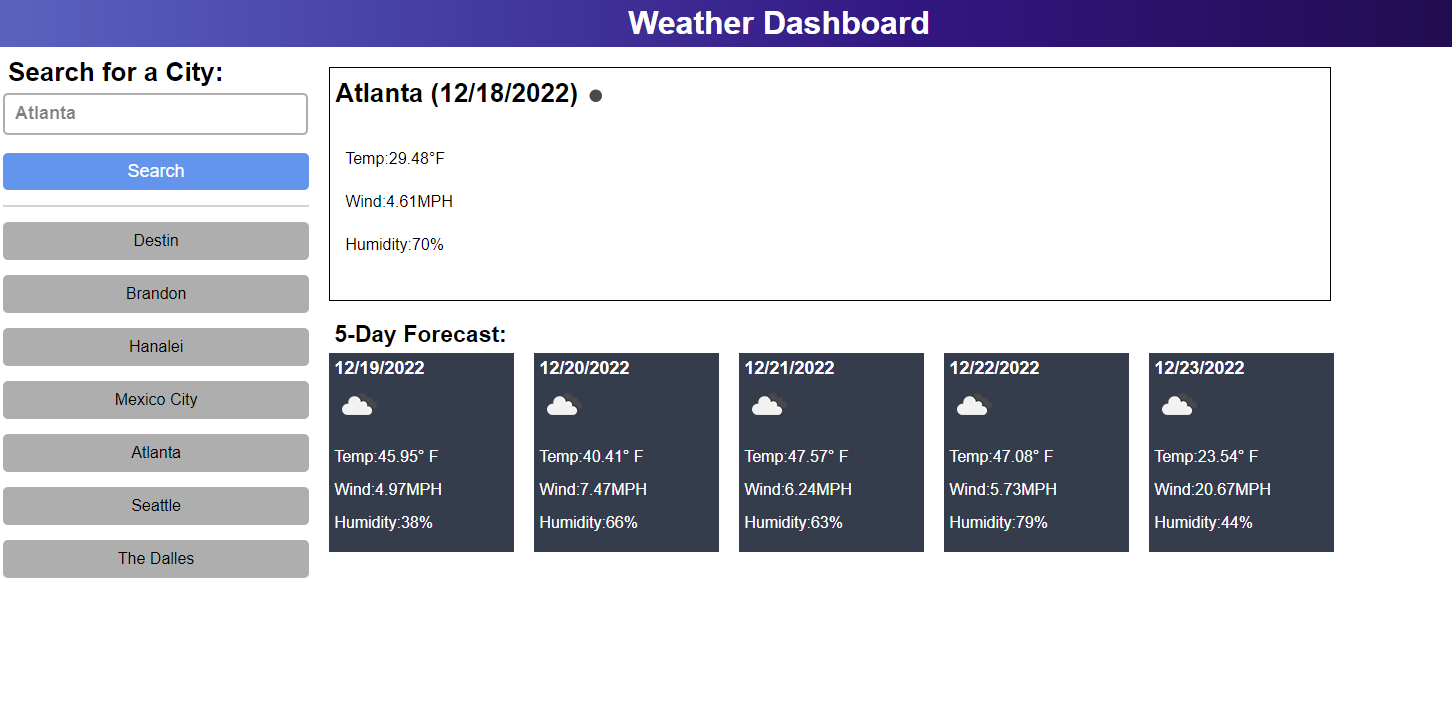 Weather Dashboard
Search for a City:
Atlanta
Search
Destin
Brandon
Hanalei
Mexico City
Atlanta
Seattle
The Dalles
Atlanta (12/18/2022)
Temp:29.48°F
Wind:4.61MPH
Humidity:70%
5-Day Forecast:
12/19/2022
Temp:45.95° F
Wind:4.97MPH
Humidity:38%
12/20/2022
Temp:40.41° F
Wind:7.47MPH
Humidity:66%
12/21/2022
Temp:47.57° F
Wind:6.24MPH
Humidity:63%
12/22/2022
Temp:47.08° F
Wind:5.73MPH
Humidity:79%
12/23/2022
Temp:23.54° F
Wind:20.67MPH
Humidity:44%